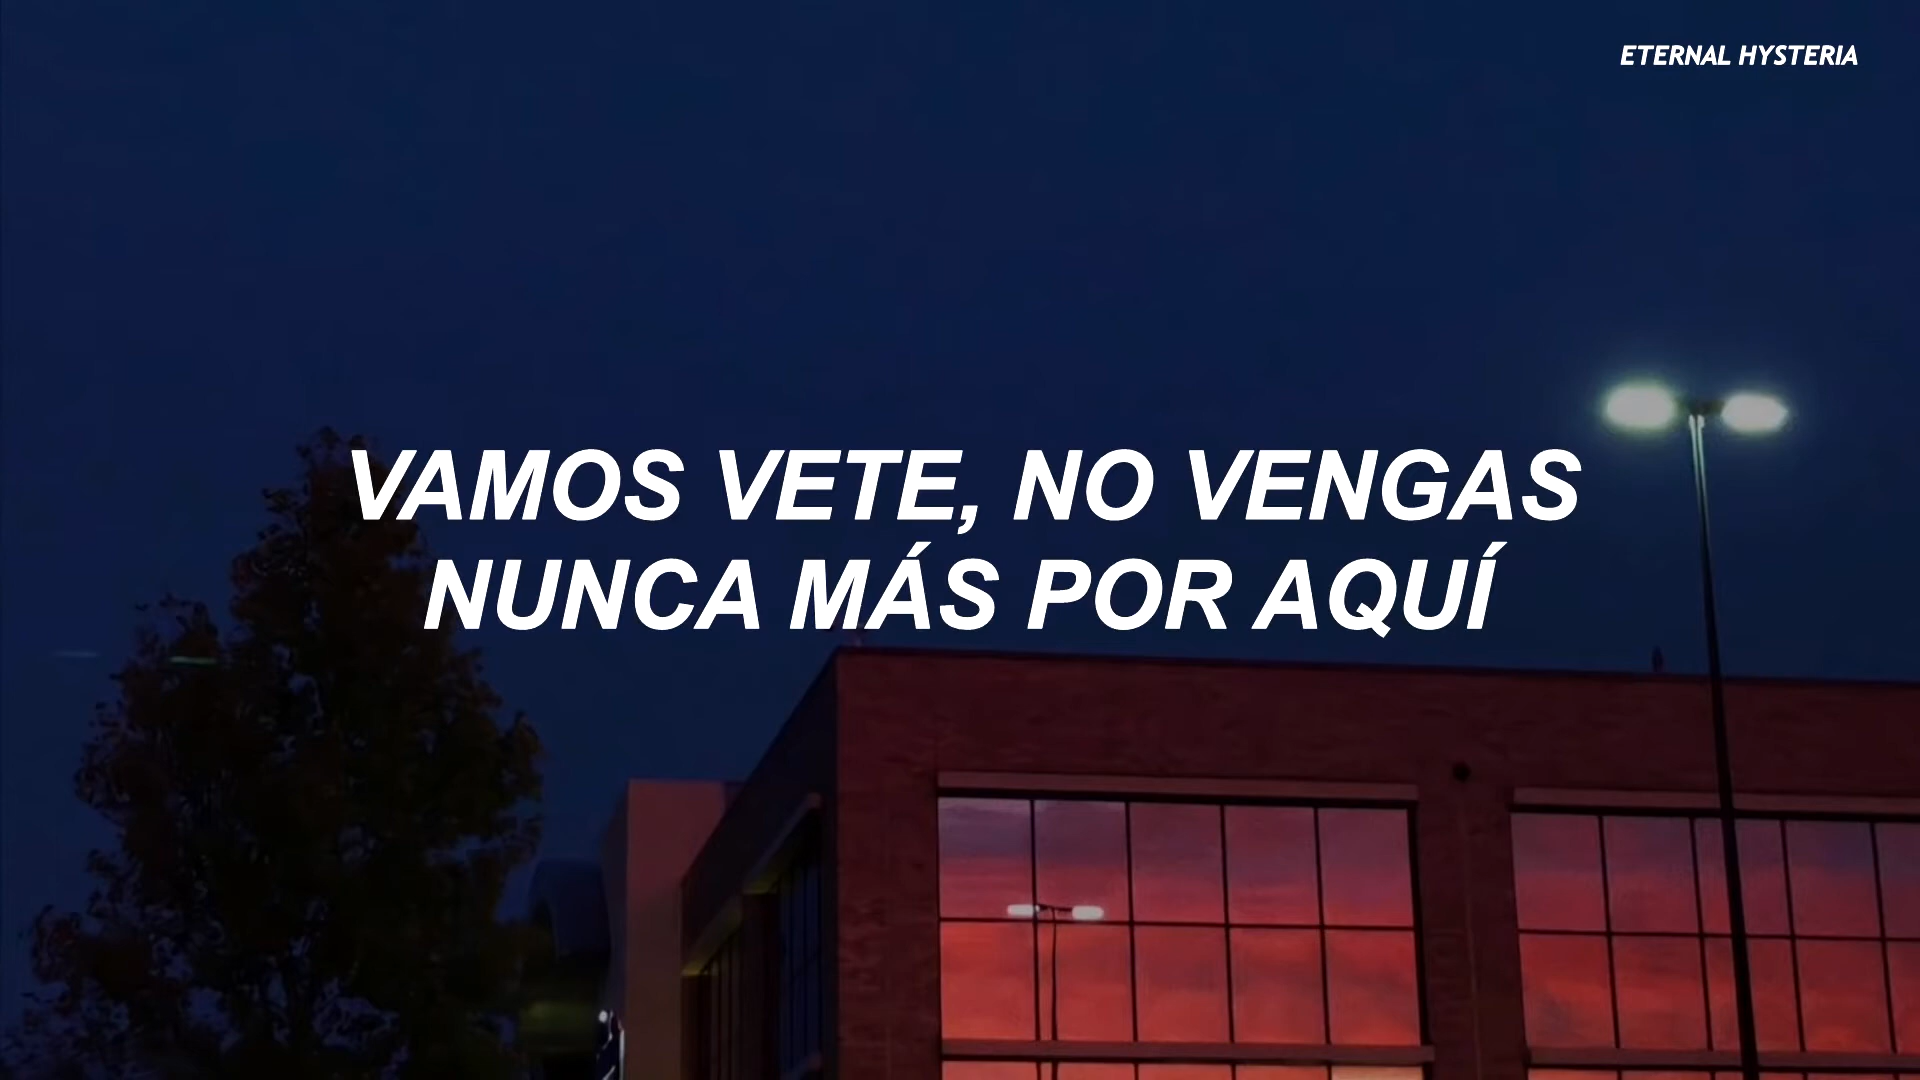 ETERNAL HYSTERIA
VAMOS VETE, NO VENGAS
NUNCA MÁS POR AQUÍ